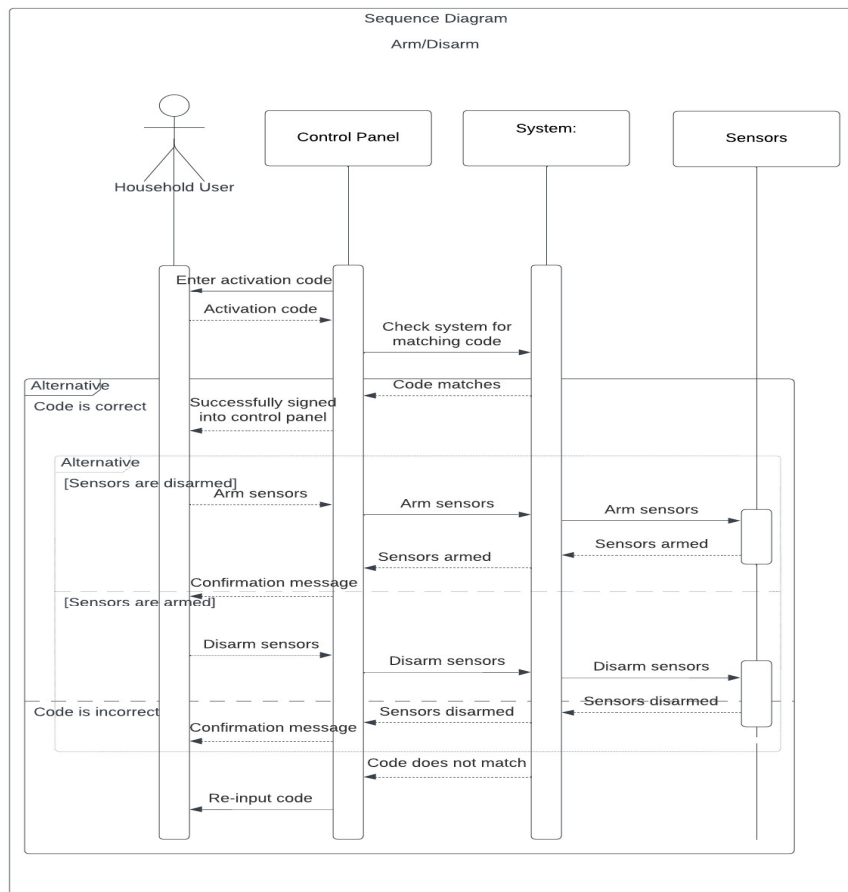 Sequence Diagram
Arm/Disarm
Control Panel
System:
Sensors
Household User
Enter activation code
Activation code
Check system for
matching code
Alternative
Code matches
Code is correct
Successfully signed
into control panel
Alternative
[Sensors are disarmed]
Arm sensors
Arm sensors
Arm sensors
Sensors armed
Sensors armed
Confirmation message
[Sensors are armed]
Disarm sensors
Disarm sensors
Disarm sensors
Sensors disarmed
Code is incorrect
Sensors disarmed
Confirmation message
Code does not match
Re-input code